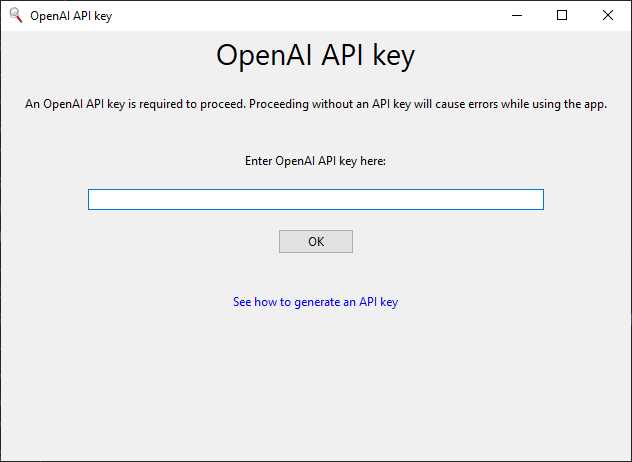 OpenAI API key
OpenAI API key
An OpenAI API key is required to proceed. Proceeding without an API key will cause errors while using the app.
Enter OpenAI API key here:
OK
See how to generate an API key